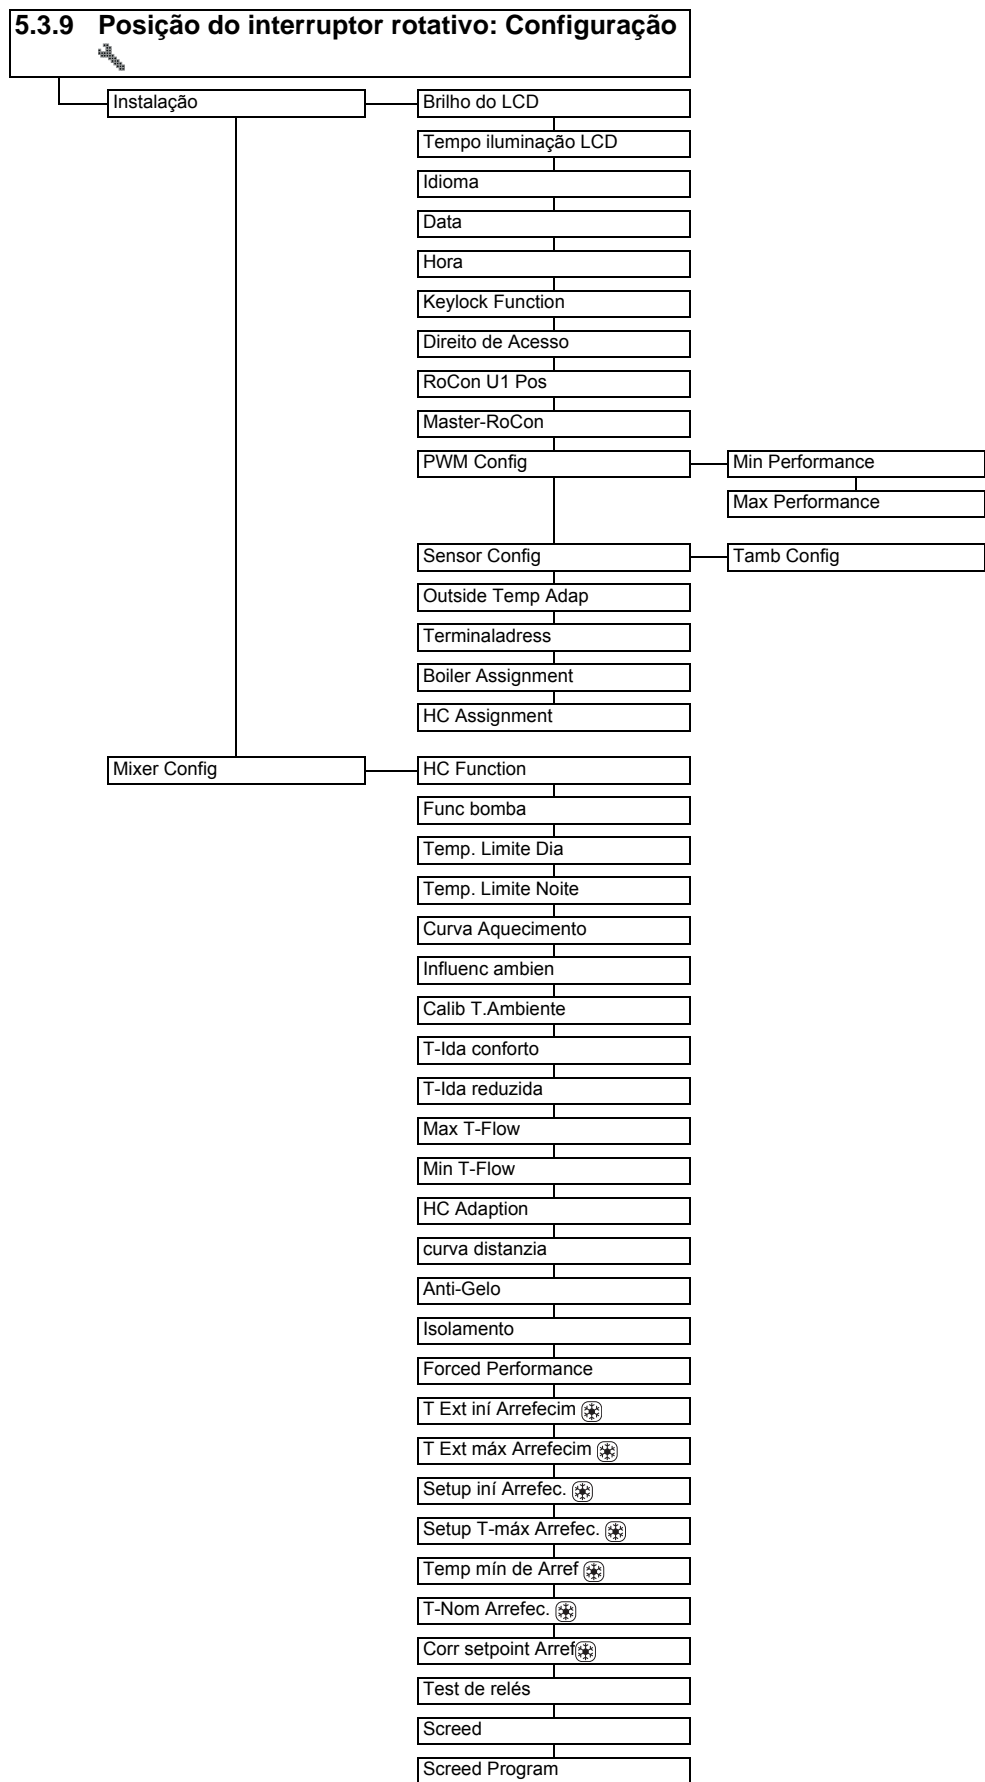 5.3.9 Posição do interruptor rotativo: Configuração
Instalação
Brilho do LCD
Tempo iluminação LCD
Idioma
Data
Hora
Keylock Function
Direito de Acesso
RoCon U1 Pos
Master-RoCon
PWM Config
Min Performance
Max Performance
Sensor Config
Tamb Config
Outside Temp Adap
Terminaladress
Boiler Assignment
HC Assignment
Mixer Config
HC Function
Func bomba
Temp. Limite Dia
Temp. Limite Noite
Curva Aquecimento
Influenc ambien
Calib T.Ambiente
T-Ida conforto
T-Ida reduzida
Max T-Flow
Min T-Flow
HC Adaption
curva distanzia
Anti-Gelo
Isolamento
Forced Performance
T Ext iní Arrefecim
T Ext máx Arrefecim
Setup iní Arrefec.
Setup T-máx Arrefec.
Temp mín de Arref
T-Nom Arrefec.
Corr setpoint Arref
Test de relés
Screed
Screed Program